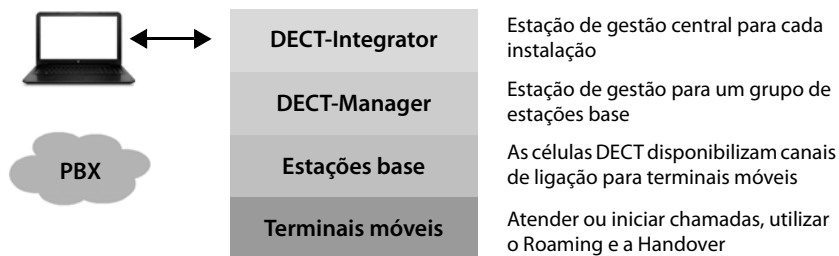 DECT-Integrator
Estação de gestão central para cada
instalação
DECT-Manager
Estação de gestão para um grupo de
estações base
PBX
Estações base
As células DECT disponibilizam canais
de ligação para terminais móveis
Terminais móveis
Atender ou iniciar chamadas, utilizar
o Roaming e a Handover